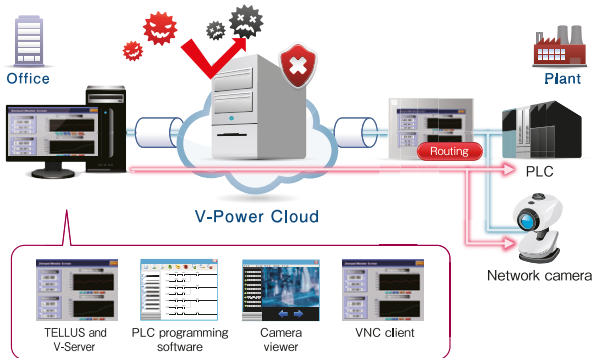 Office
Plant
Routing
PLC
V-Power Cloud
Network camera
TELLUS and
V-Server
PLC programming
software
Camera
viewer
VNC client